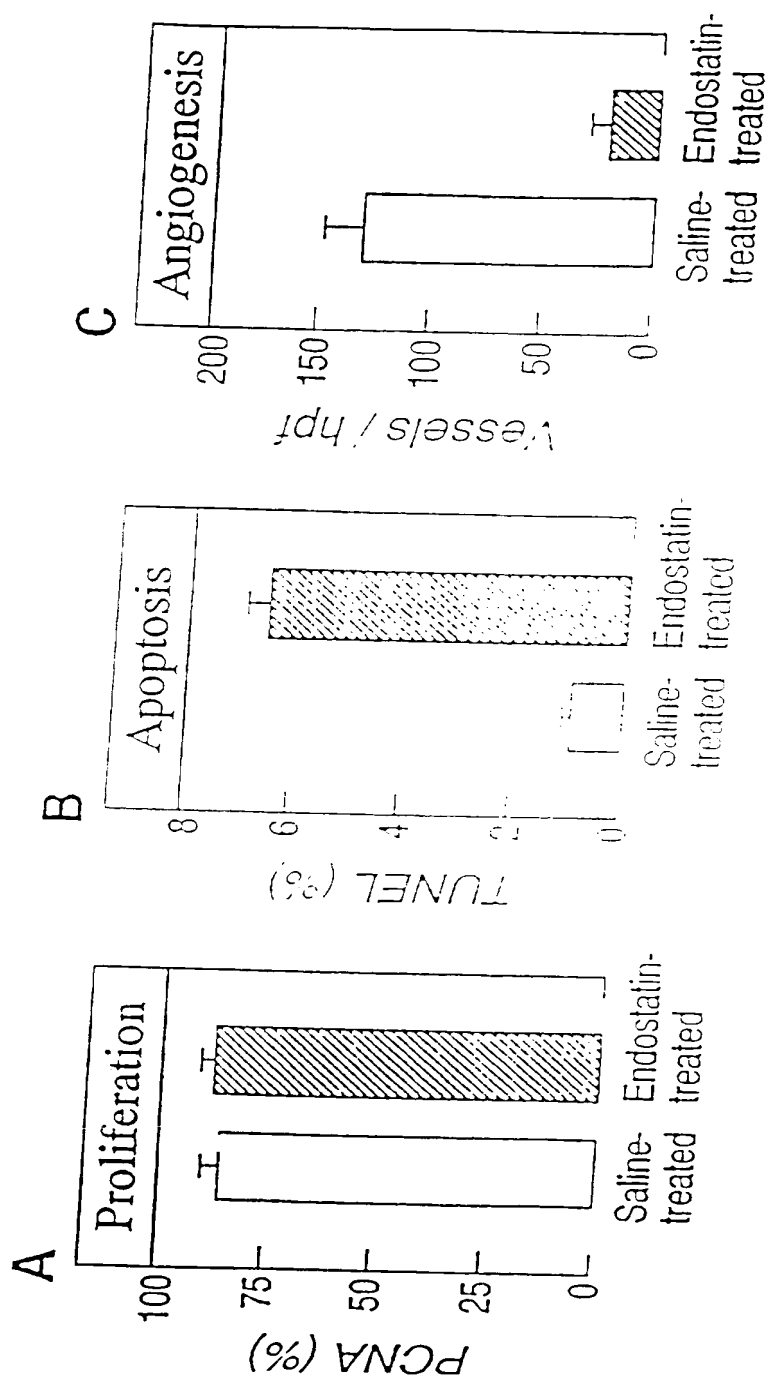 A
Proliferation
PCNA (%)
100
75
50
25
0
Saline-
treated
Endostatin-
treated
B
Apoptosis
TUNEL (%)
8
6
4
2
0
Saline-
treated
Endostatin-
treated
C
Angiogenesis
Vessels / hpf
200
150
100
50
0
Saline-
treated
Endostatin-
treated